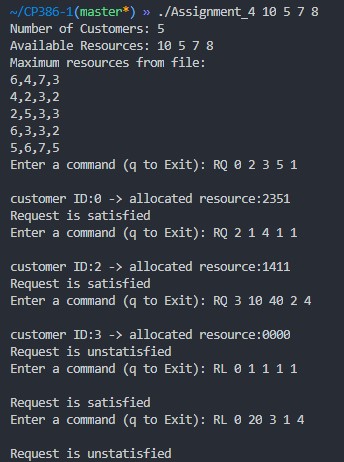 ~/CP386-1(master*) » ./Assignment_4 10 5 7 8
Number of Customers: 5
Available Resources: 10 5 7 8
Maximum resources from file:
6,4,7,3
4,2,3,2
2,5,3,3
6,3,3,2
5,6,7,5
Enter a command (q to Exit): RQ 0 2 3 5 1
customer ID:0 -> allocated resource:2351
Request is satisfied
Enter a command (q to Exit): RQ 2 1 4 1 1
customer ID:2 -> allocated resource:1411
Request is satisfied
Enter a command (q to Exit): RQ 3 10 40 2 4
customer ID:3 -> allocated resource:0000
Request is unsatisfied
Enter a command (q to Exit): RL 0 1 1 1 1
Request is satisfied
Enter a command (q to Exit): RL 0 20 3 1 4
Request is unstatisfied